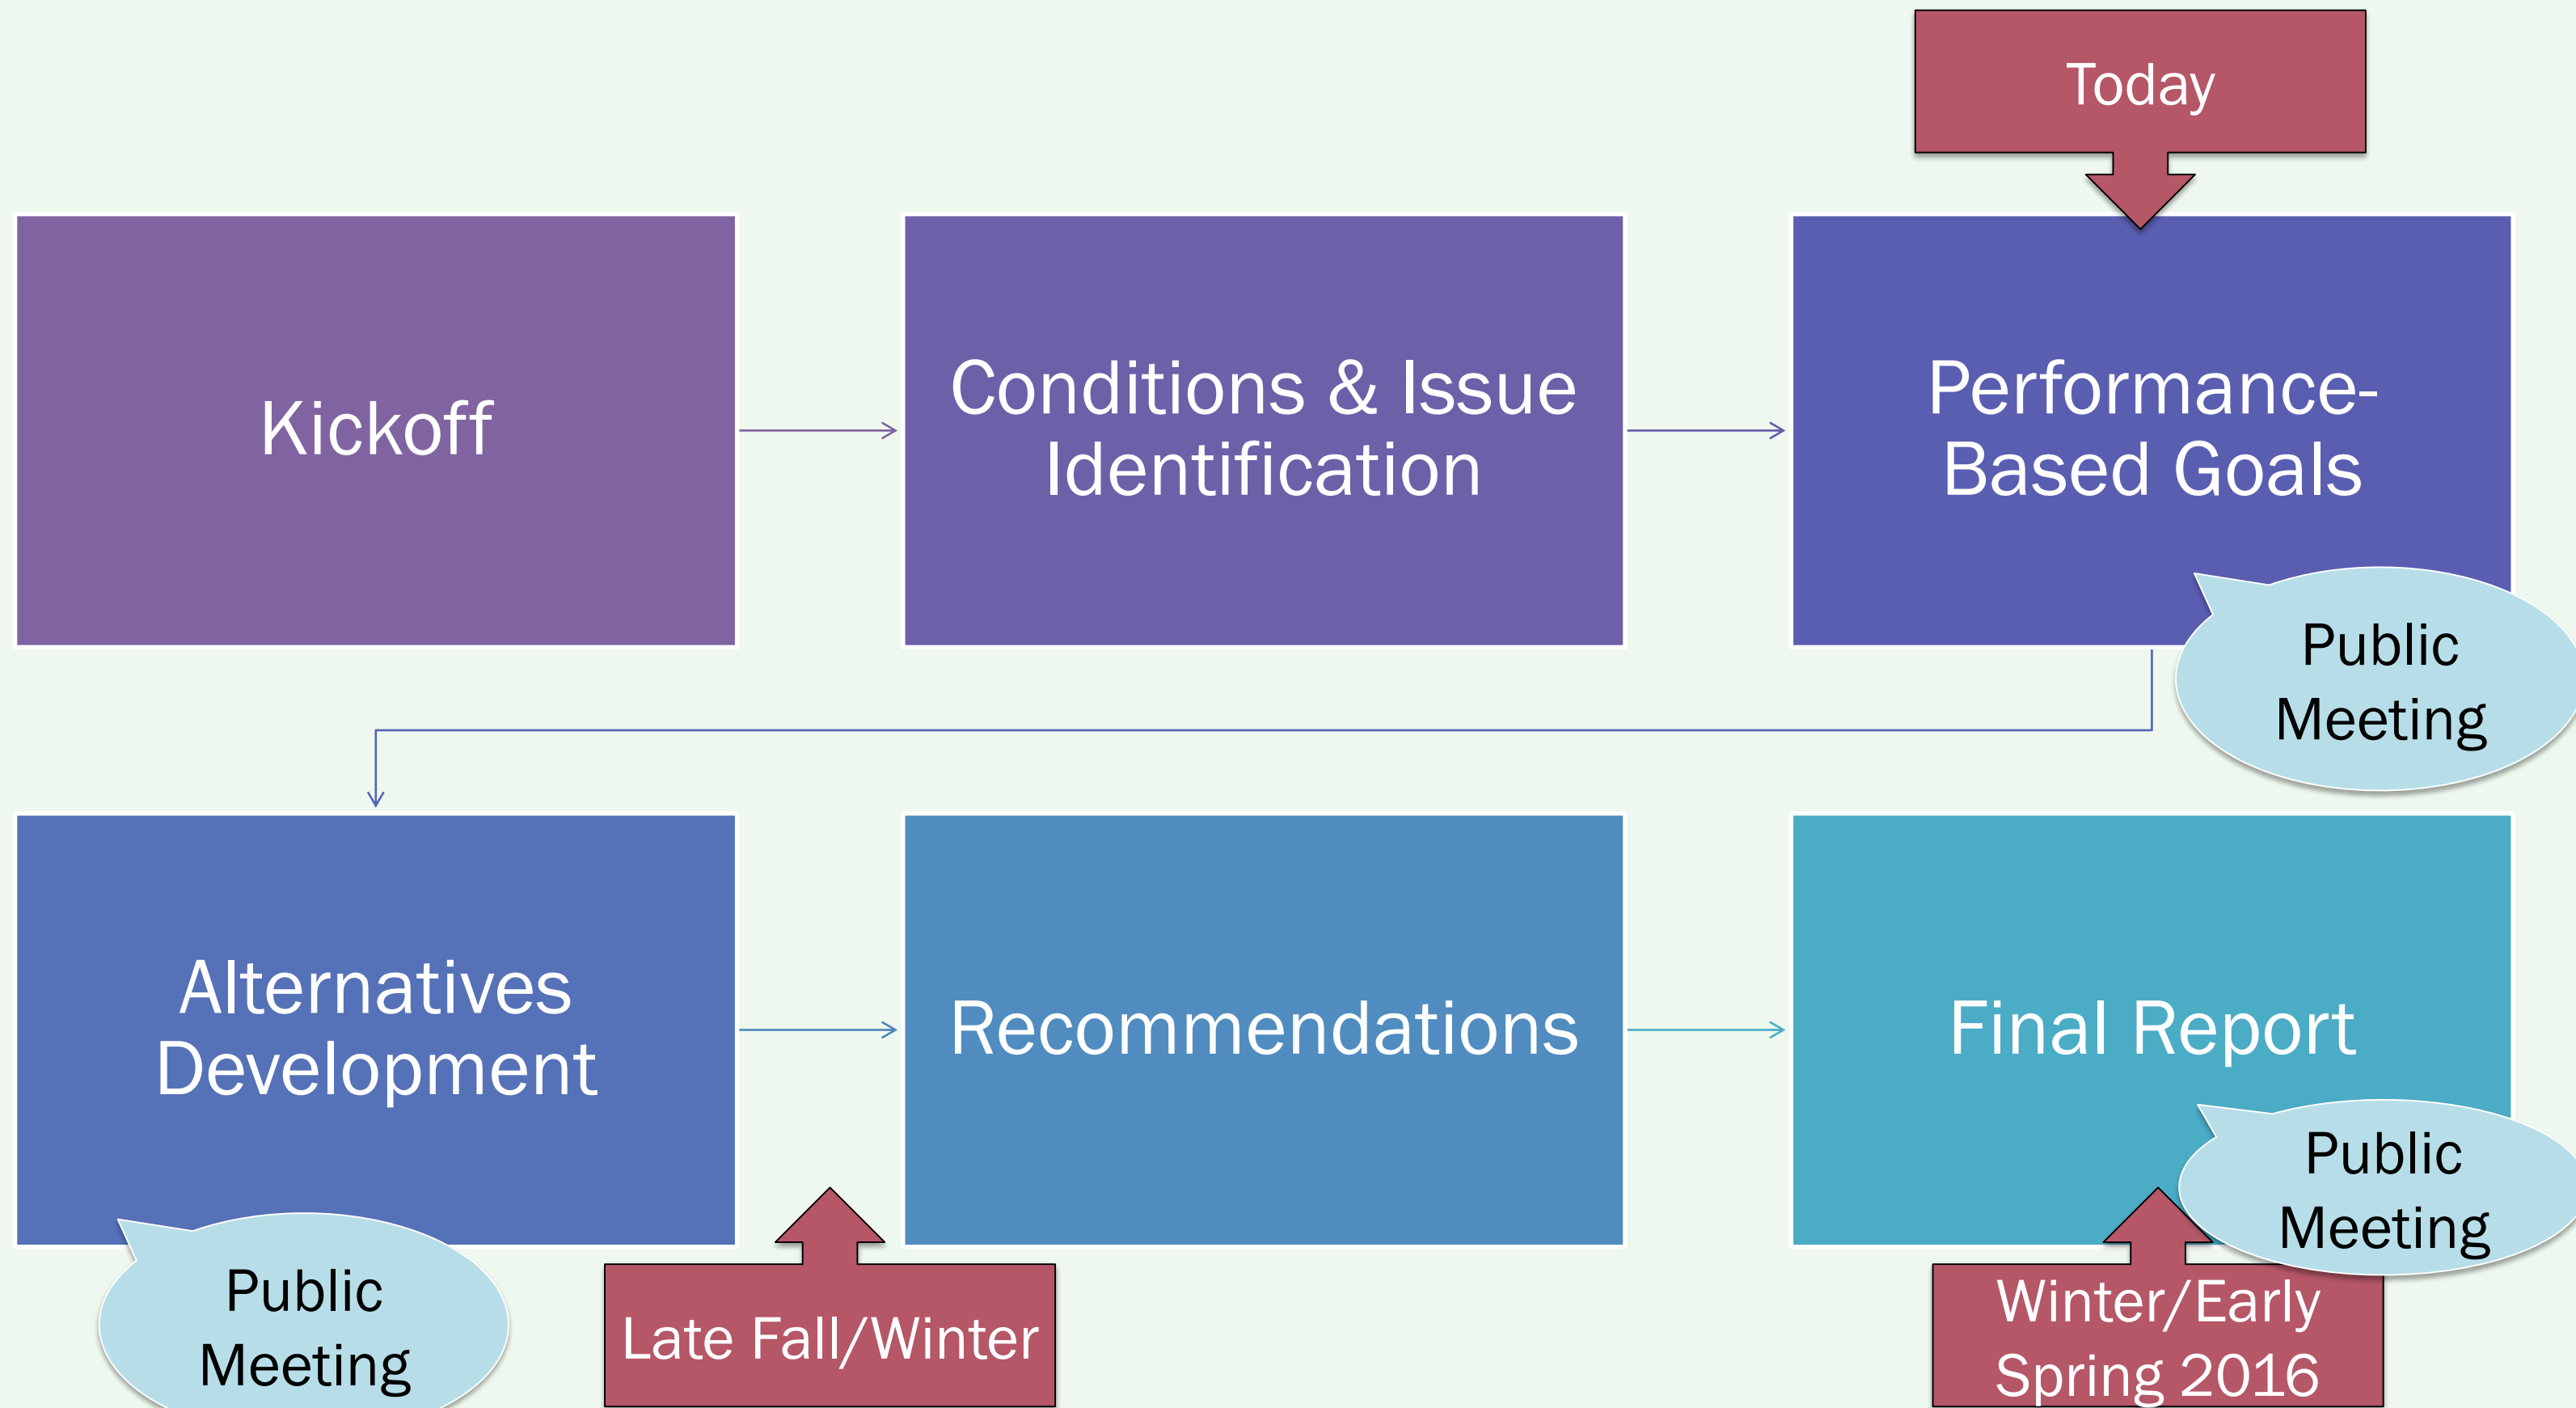 Today
Kickoff
Conditions & Issue
Identification
Performance-
Based Goals
Public
Meeting
Alternatives
Development
Recommendations
Final Report
Public
Meeting
Public
Meeting
Late Fall/Winter
Winter/Early
Spring 2016